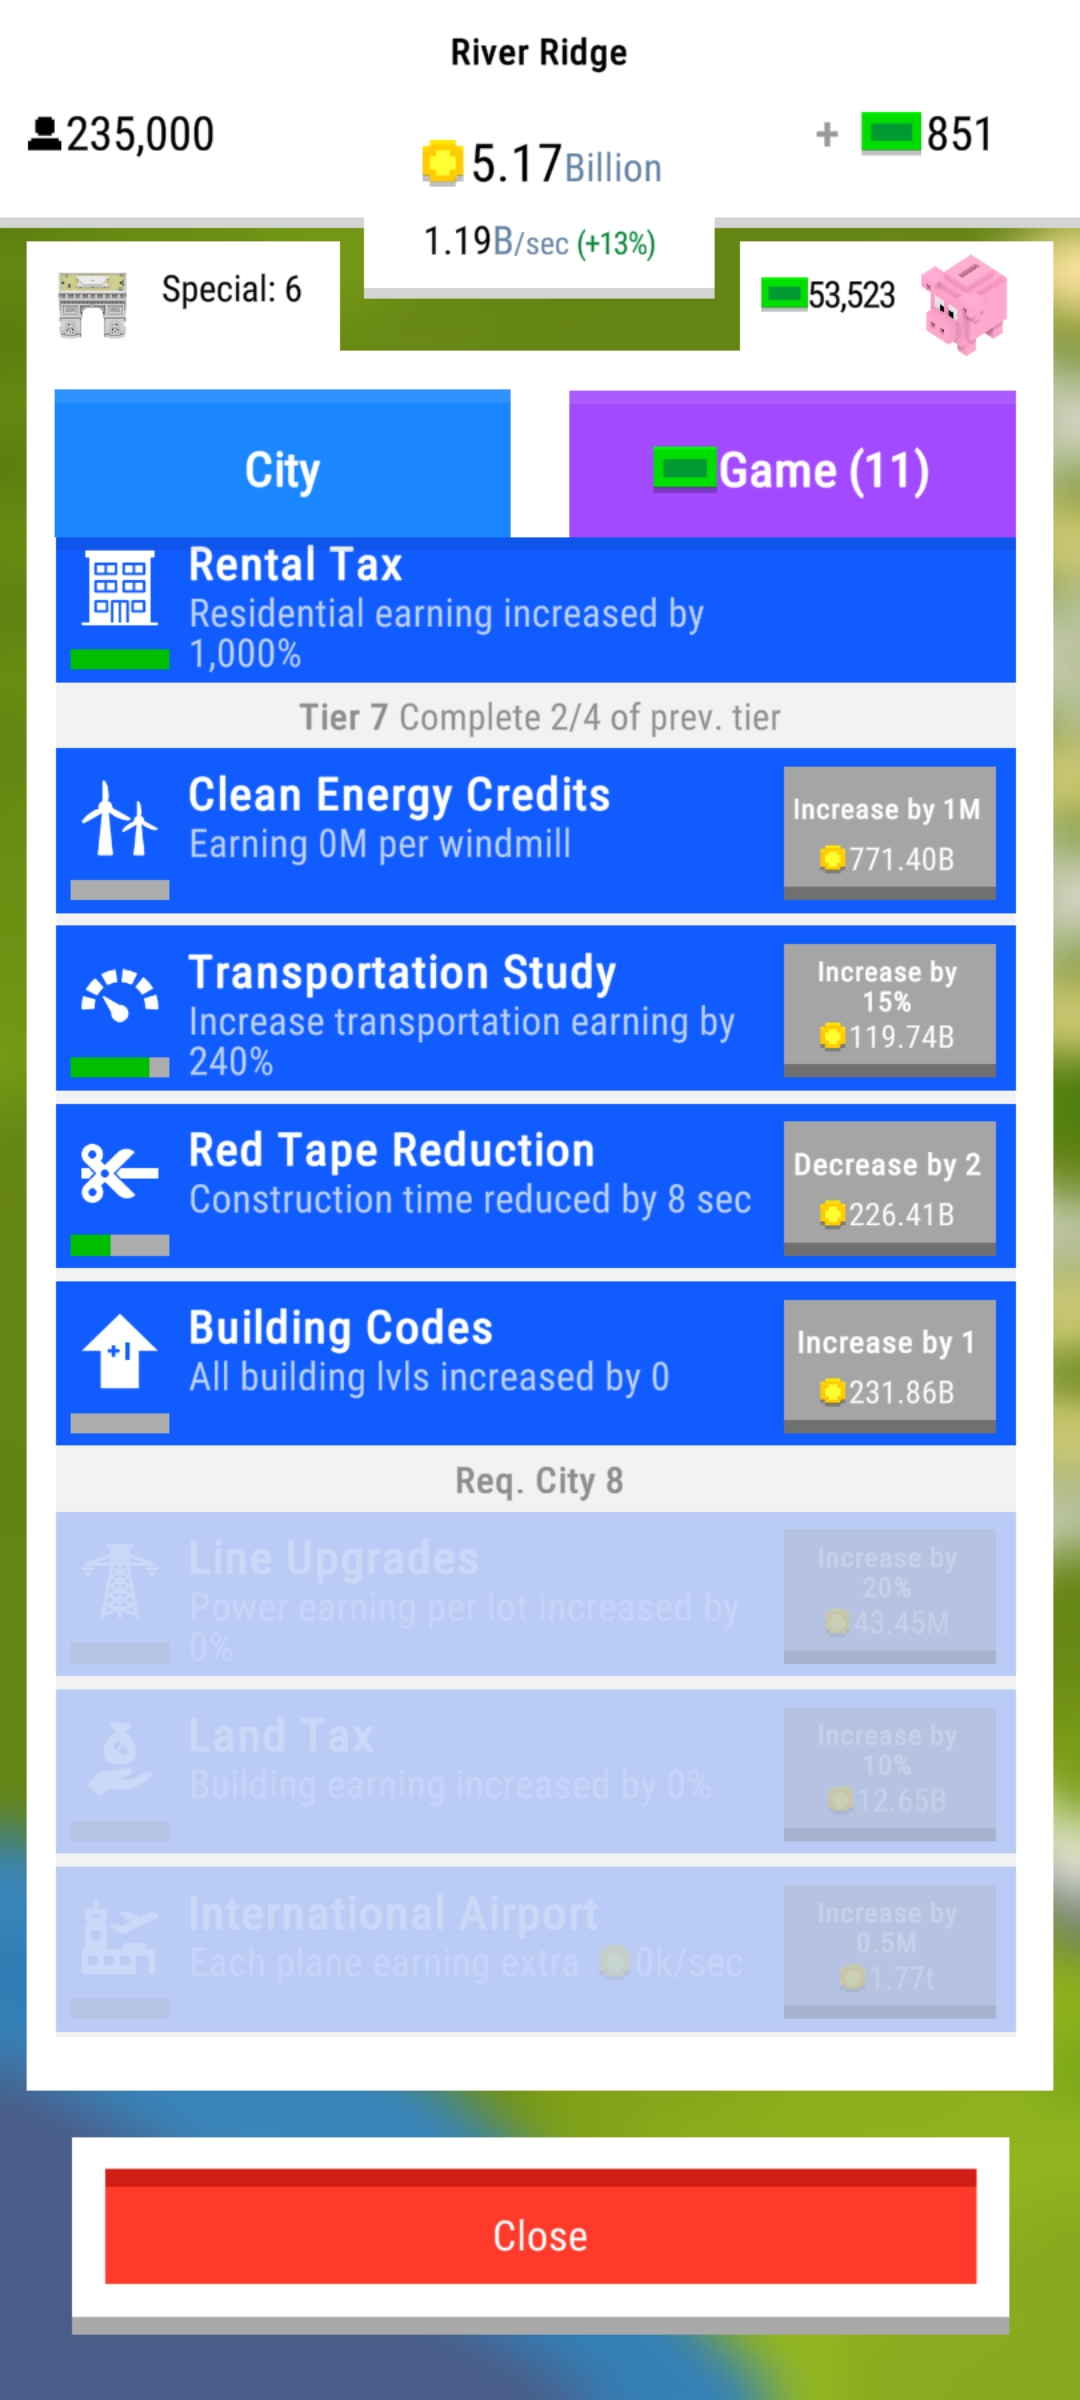 River Ridge
235,000
5.17Billion
+ 851
1.19B/sec (+13%)
Special: 6
53,523
City
Game (11)
Rental Tax
Residential earning increased by
1,000%
Tier 7 Complete 2/4 of prev. tier
Clean Energy Credits
Earning 0M per windmill
Increase by 1M
771.40B
Transportation Study
Increase transportation earning by
240%
Increase by
15%
119.74B
Red Tape Reduction
Construction time reduced by 8 sec
Decrease by 2
226.41B
+1
Building Codes
All building lvls increased by 0
Increase by 1
231.86B
Req. City 8
Line Upgrades
Power earning per lot increased by
0%
Increase by
20%
43.45M
Land Tax
Building earning increased by 0%
Increase by
10%
12.65B
International Airport
Each plane earning extra 0k/sec
Increase by
0.5M
1.77t
Close